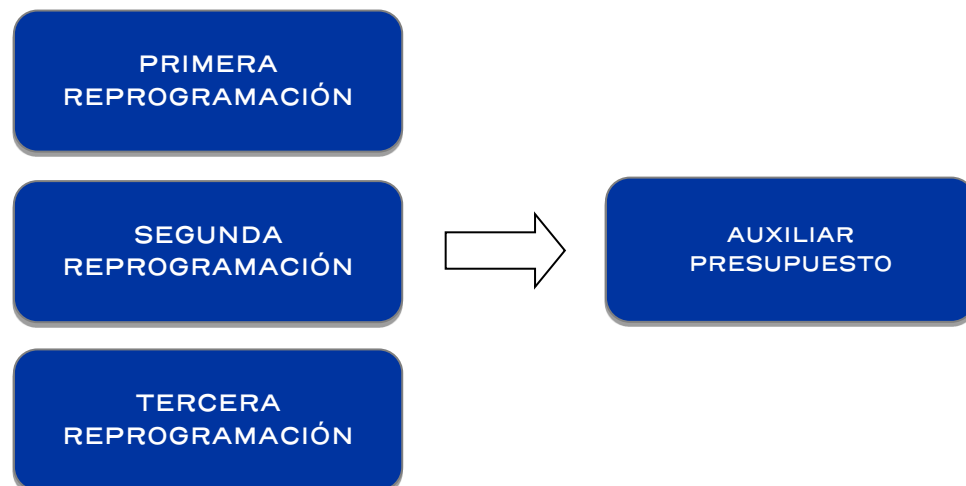 PRIMERA
REPROGRAMACIÓN
SEGUNDA
REPROGRAMACIÓN
AUXILIAR
PRESUPUESTO
TERCERA
REPROGRAMACIÓN